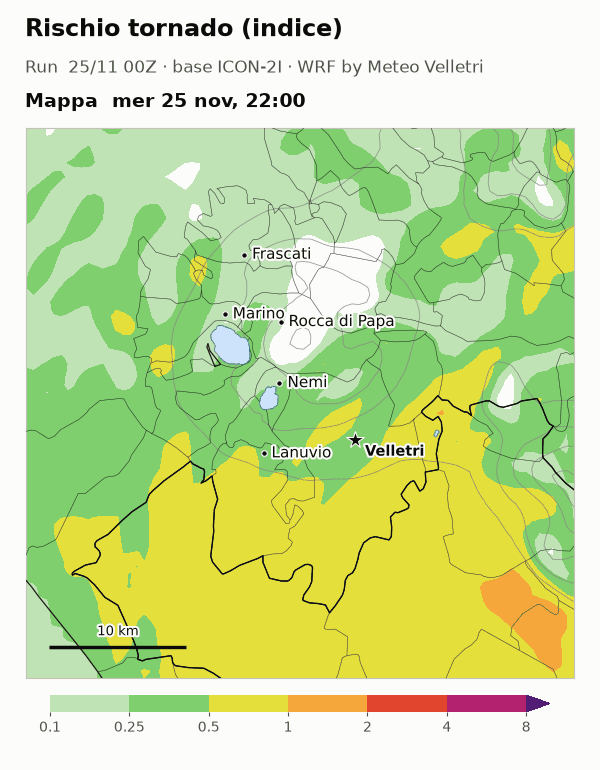 Rischio tornado (indice)
Run  25/11 00Z · base ICON-2I · WRF by Meteo Velletri
Mappa  mer 25 nov, 22:00
Frascati
Marino
Rocca di Papa
Nemi
Velletri
Lanuvio
10 km
0.1 0.25 0.5 1 2 4 8